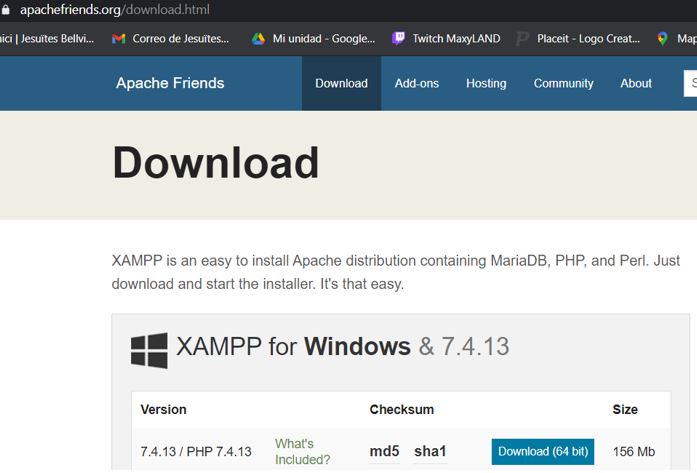 apachefriends.org/download.html
nici | Jesuïtes Bellvi...
Correo de Jesuïtes...
Mi unidad - Google...
Twitch MaxyLAND
Placeit - Logo Creat...
Map
Apache Friends
Download
Add-ons
Hosting
Community
About
S
Download
XAMPP is an easy to install Apache distribution containing MariaDB, PHP, and Perl. Just
download and start the installer. It's that easy.
XAMPP for Windows & 7.4.13
Version
Checksum
Size
7.4.13 / PHP 7.4.13
What's
Included?
md5
sha1
Download (64 bit)
156 Mb